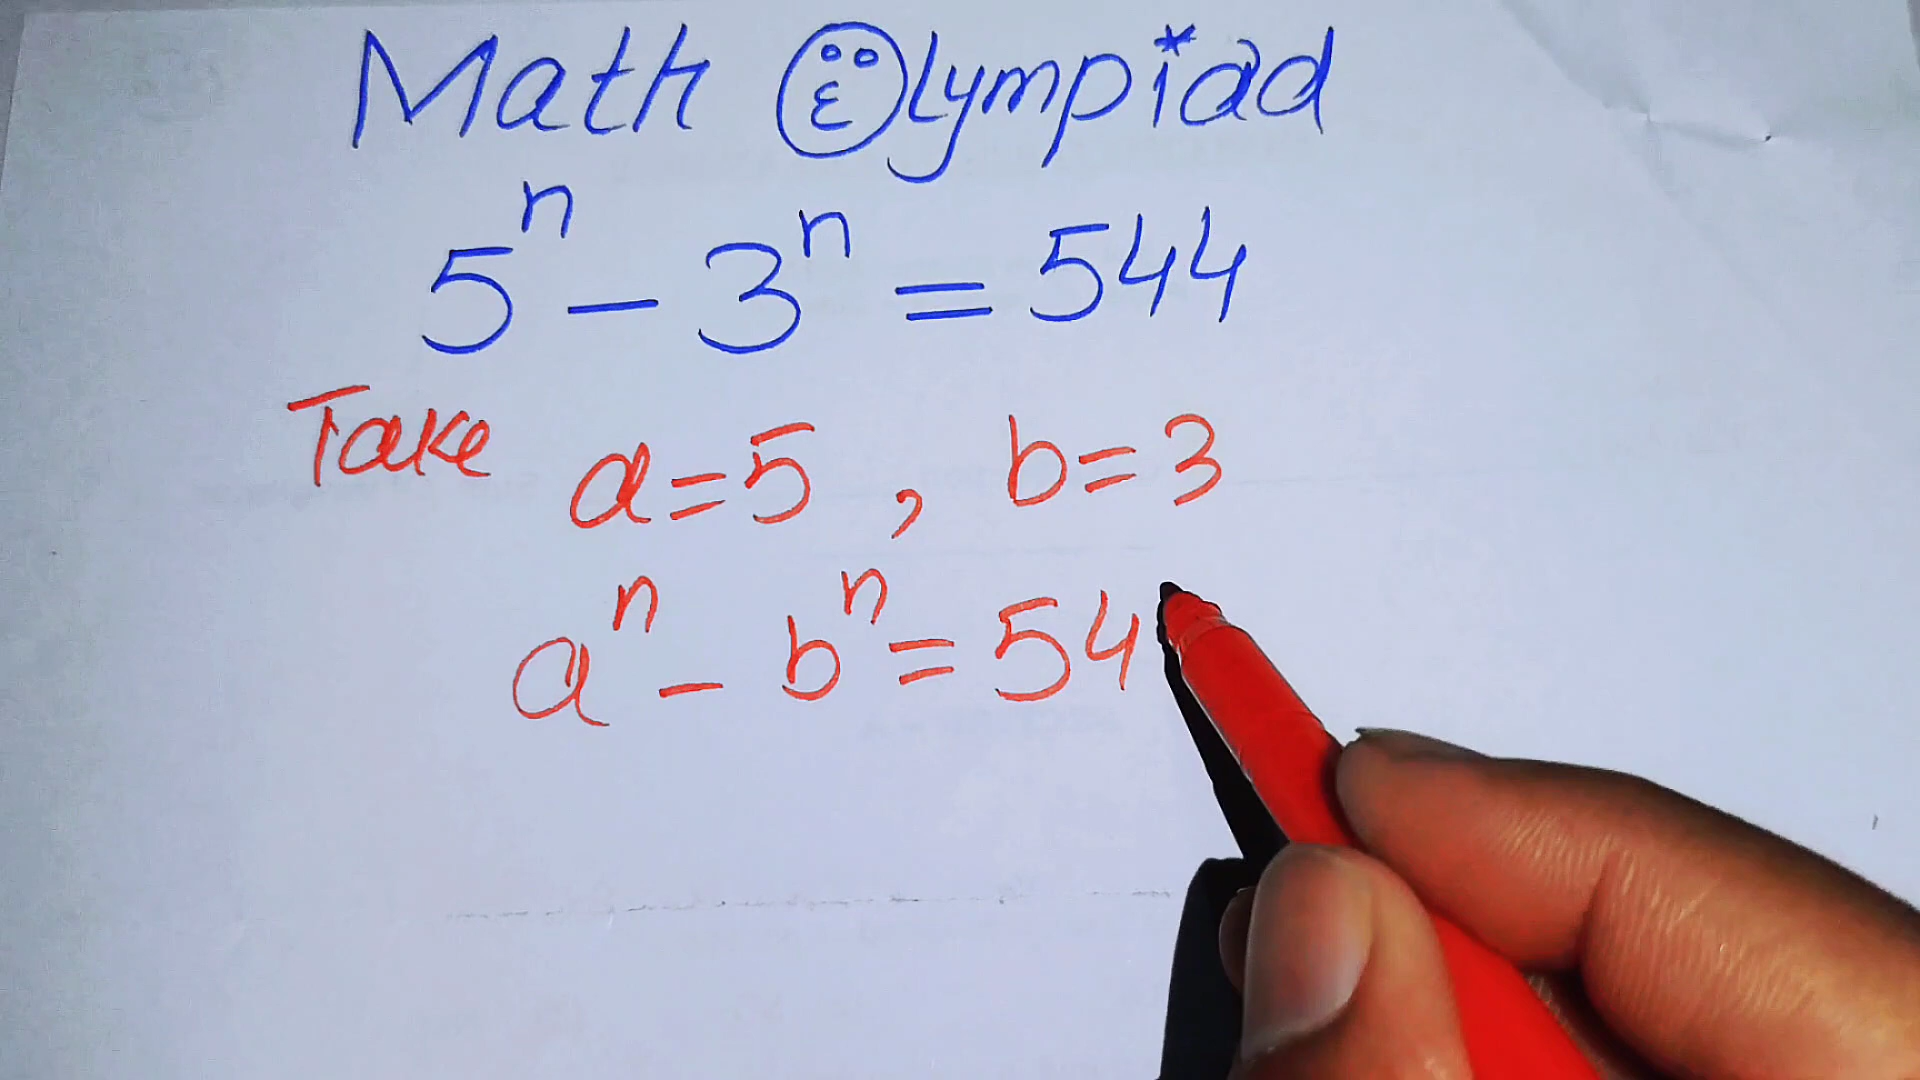 Math Olympiad
5ⁿ - 3ⁿ = 544
Take a = 5 , b = 3
aⁿ - bⁿ = 54